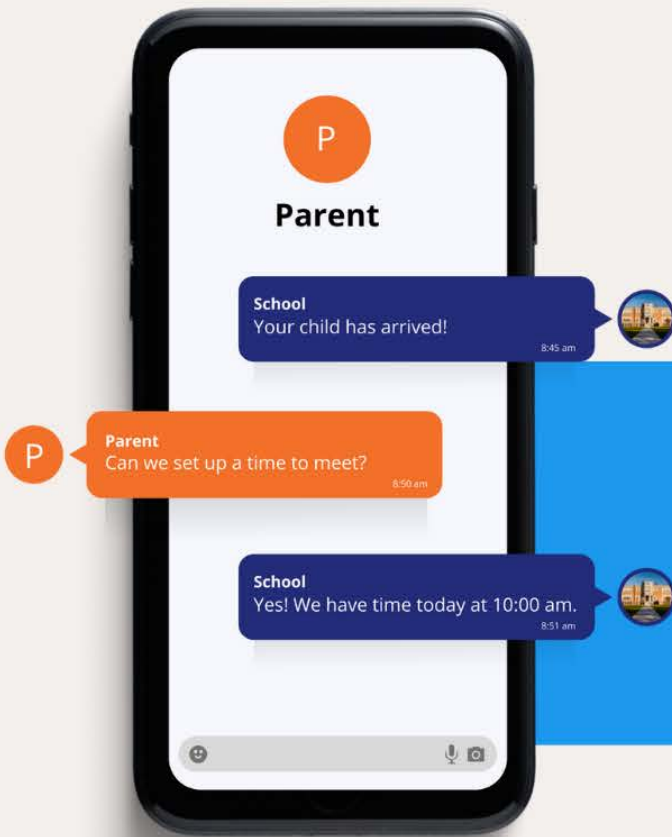 P
Parent
School
Your child has arrived!
8:45 am
P
Parent
Can we set up a time to meet?
8:50 am
School
Yes! We have time today at 10:00 am.
8:51 am